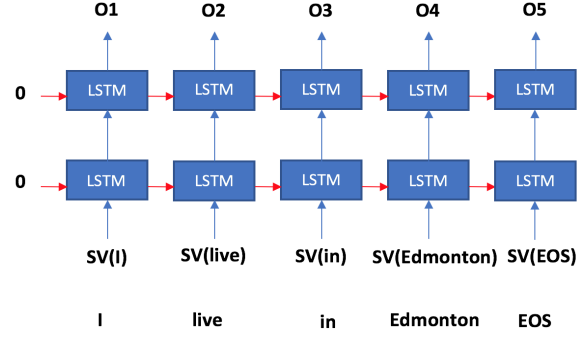 O1 O2 O3 O4 O5
0 LSTM LSTM LSTM LSTM LSTM
0 LSTM LSTM LSTM LSTM LSTM
SV(I) SV(live) SV(in) SV(Edmonton) SV(EOS)
I live in Edmonton EOS